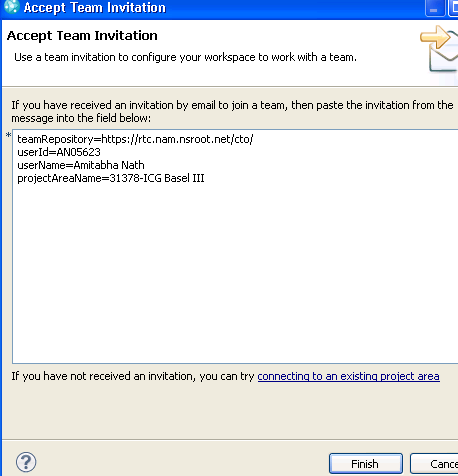 Accept Team Invitation
Accept Team Invitation
Use a team invitation to configure your workspace to work with a team.
If you have received an invitation by email to join a team, then paste the invitation from the
message into the field below:
*
teamRepository=https://rtc.nam.nsroot.net/cto/
userId=AN05623
userName=Amitabha Nath
projectAreaName=31378-ICG Basel III
If you have not received an invitation, you can try connecting to an existing project area
?
Finish
Cance